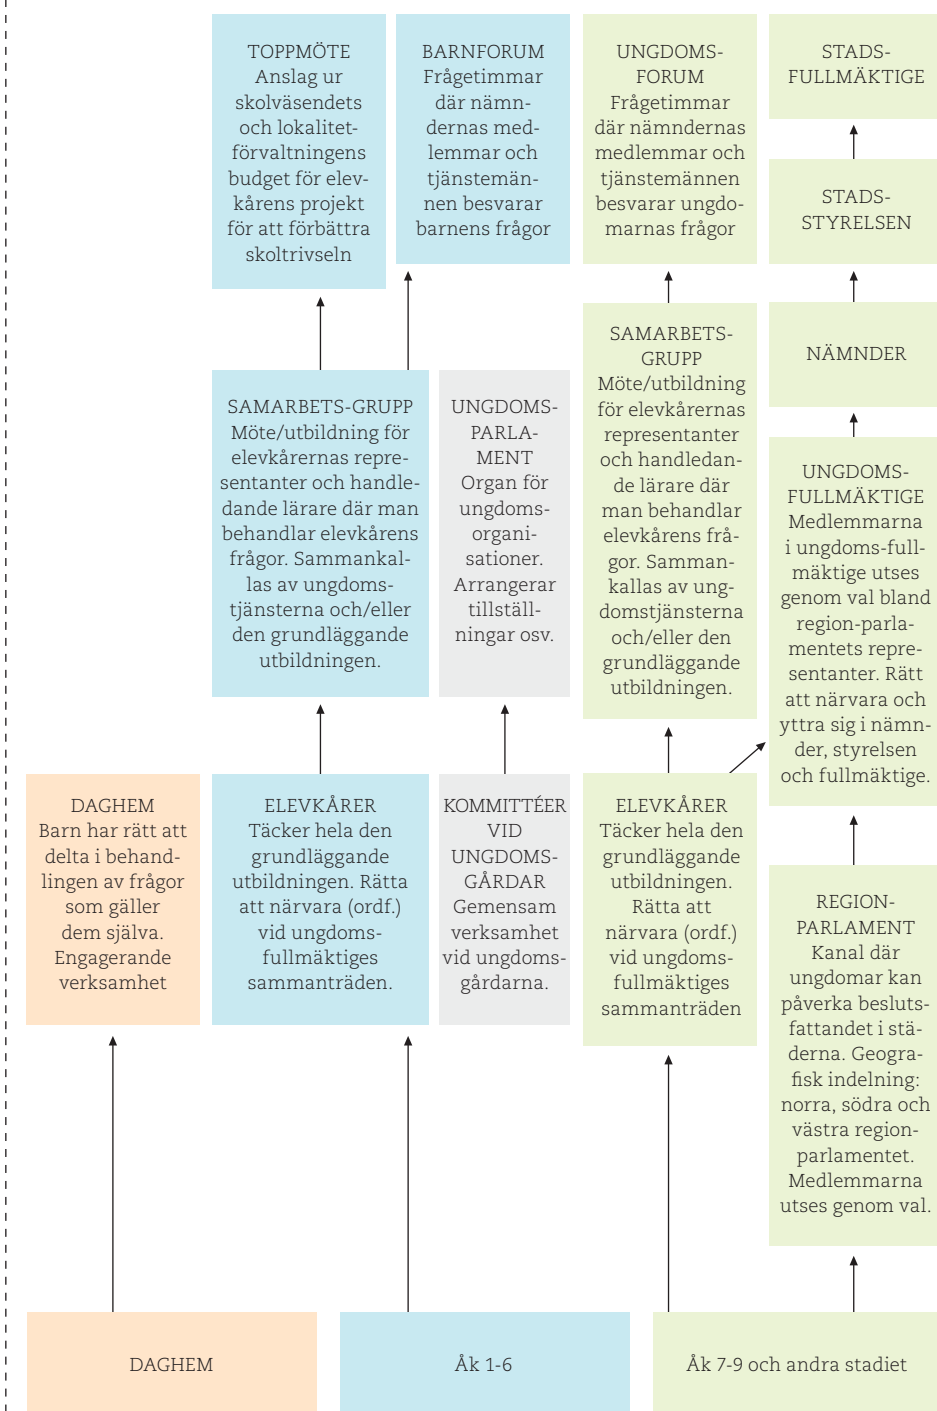 TOPPMÖTE
Anslag ur
skolväsendets
och lokalitet-
förvaltningens
budget för elev-
kårens projekt
för att förbättra
skoltrivseln
BARNFORUM
Frågetimmar
där nämn-
dernas med-
lemmar och
tjänstemän-
nen besvarar
barnens frågor
UNGDOMS-
FORUM
Frågetimmar
där nämndernas
medlemmar och
tjänstemännen
besvarar ungdo-
marnas frågor
STADS-
FULLMÄKTIGE
STADS-
STYRELSEN
NÄMNDER
SAMARBETS-GRUPP
Möte/utbildning för
elevkårernas repre-
sentanter och handle-
dande lärare där man
behandlar elevkårens
frågor. Sammankal-
las av ungdoms-
tjänsterna och/eller
den grundläggande
utbildningen.
UNGDOMS-
PARLA-
MENT
Organ för
ungdoms-
organi-
sationer.
Arrangerar
tillställ-
ningar osv.
SAMARBETS-
GRUPP
Möte/utbildning
för elevkårernas
representanter
och handledan-
de lärare där
man behandlar
elevkårens frå-
gor. Samman-
kallas av ung-
domstjänsterna
och/eller den
grundläggande
utbildningen.
UNGDOMS-
FULLMÄKTIGE
Medlemmarna
i ungdoms-full-
mäktige utses
genom val bland
region-parla-
mentets repre-
sentanter. Rätt
att närvara och
yttra sig i nämn-
der, styrelsen
och fullmäktige.
DAGHEM
Barn har rätt att
delta i behand-
lingen av frågor
som gäller
dem själva.
Engagerande
verksamhet
ELEVKÅRER
Täcker hela den
grundläggande
utbildningen. Rätta
att närvara (ordf.)
vid ungdoms-
fullmäktiges
sammanträden.
KOMMITTÉER
VID
UNGDOMS-
GÅRDAR
Gemensam
verksamhet
vid ungdoms-
gårdarna.
ELEVKÅRER
Täcker hela den
grundläggande
utbildningen.
Rätta att
närvara (ordf.)
vid ungdoms-
fullmäktiges
sammanträden
REGION-
PARLAMENT
Kanal där
ungdomar kan
påverka besluts-
fattandet i stä-
derna. Geogra-
fisk indelning:
norra, södra och
västra region-
parlamentet.
Medlemmarna
utses genom val.
DAGHEM
Åk 1-6
Åk 7-9 och andra stadiet